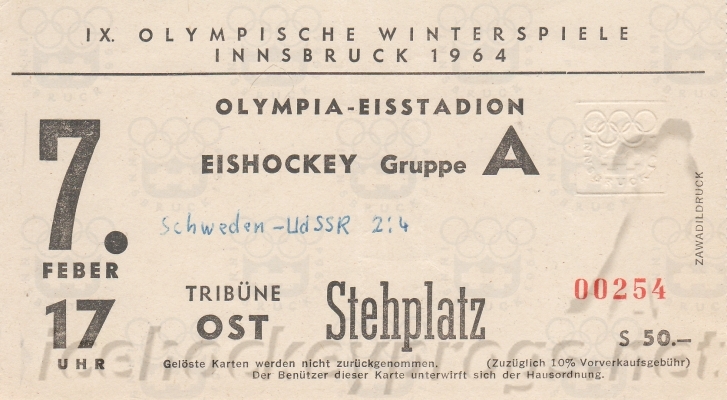 IX. OLYMPISCHE WINTERSPIELE
INNSBRUCK 1964
OLYMPIA-EISSTADION
EISHOCKEY Gruppe A
7.
FEBER
17
UHR
Schweden-UdSSR 2:4
TRIBÜNE
OST
Stehplatz
00254
S 50.—
Gelöste Karten werden nicht zurückgenommen. (Zuzüglich 10% Vorverkaufsgebühr)
Der Benützer dieser Karte unterwirft sich der Hausordnung.
ZAWADILDRUCK